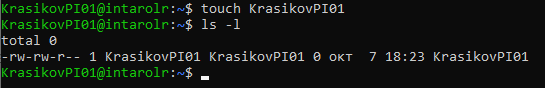 KrasikovPI01@intarolr:~$ touch KrasikovPI01
KrasikovPI01@intarolr:~$ ls -l
total 0
-rw-rw-r-- 1 KrasikovPI01 KrasikovPI01 0 окт  7 18:23 KrasikovPI01
KrasikovPI01@intarolr:~$